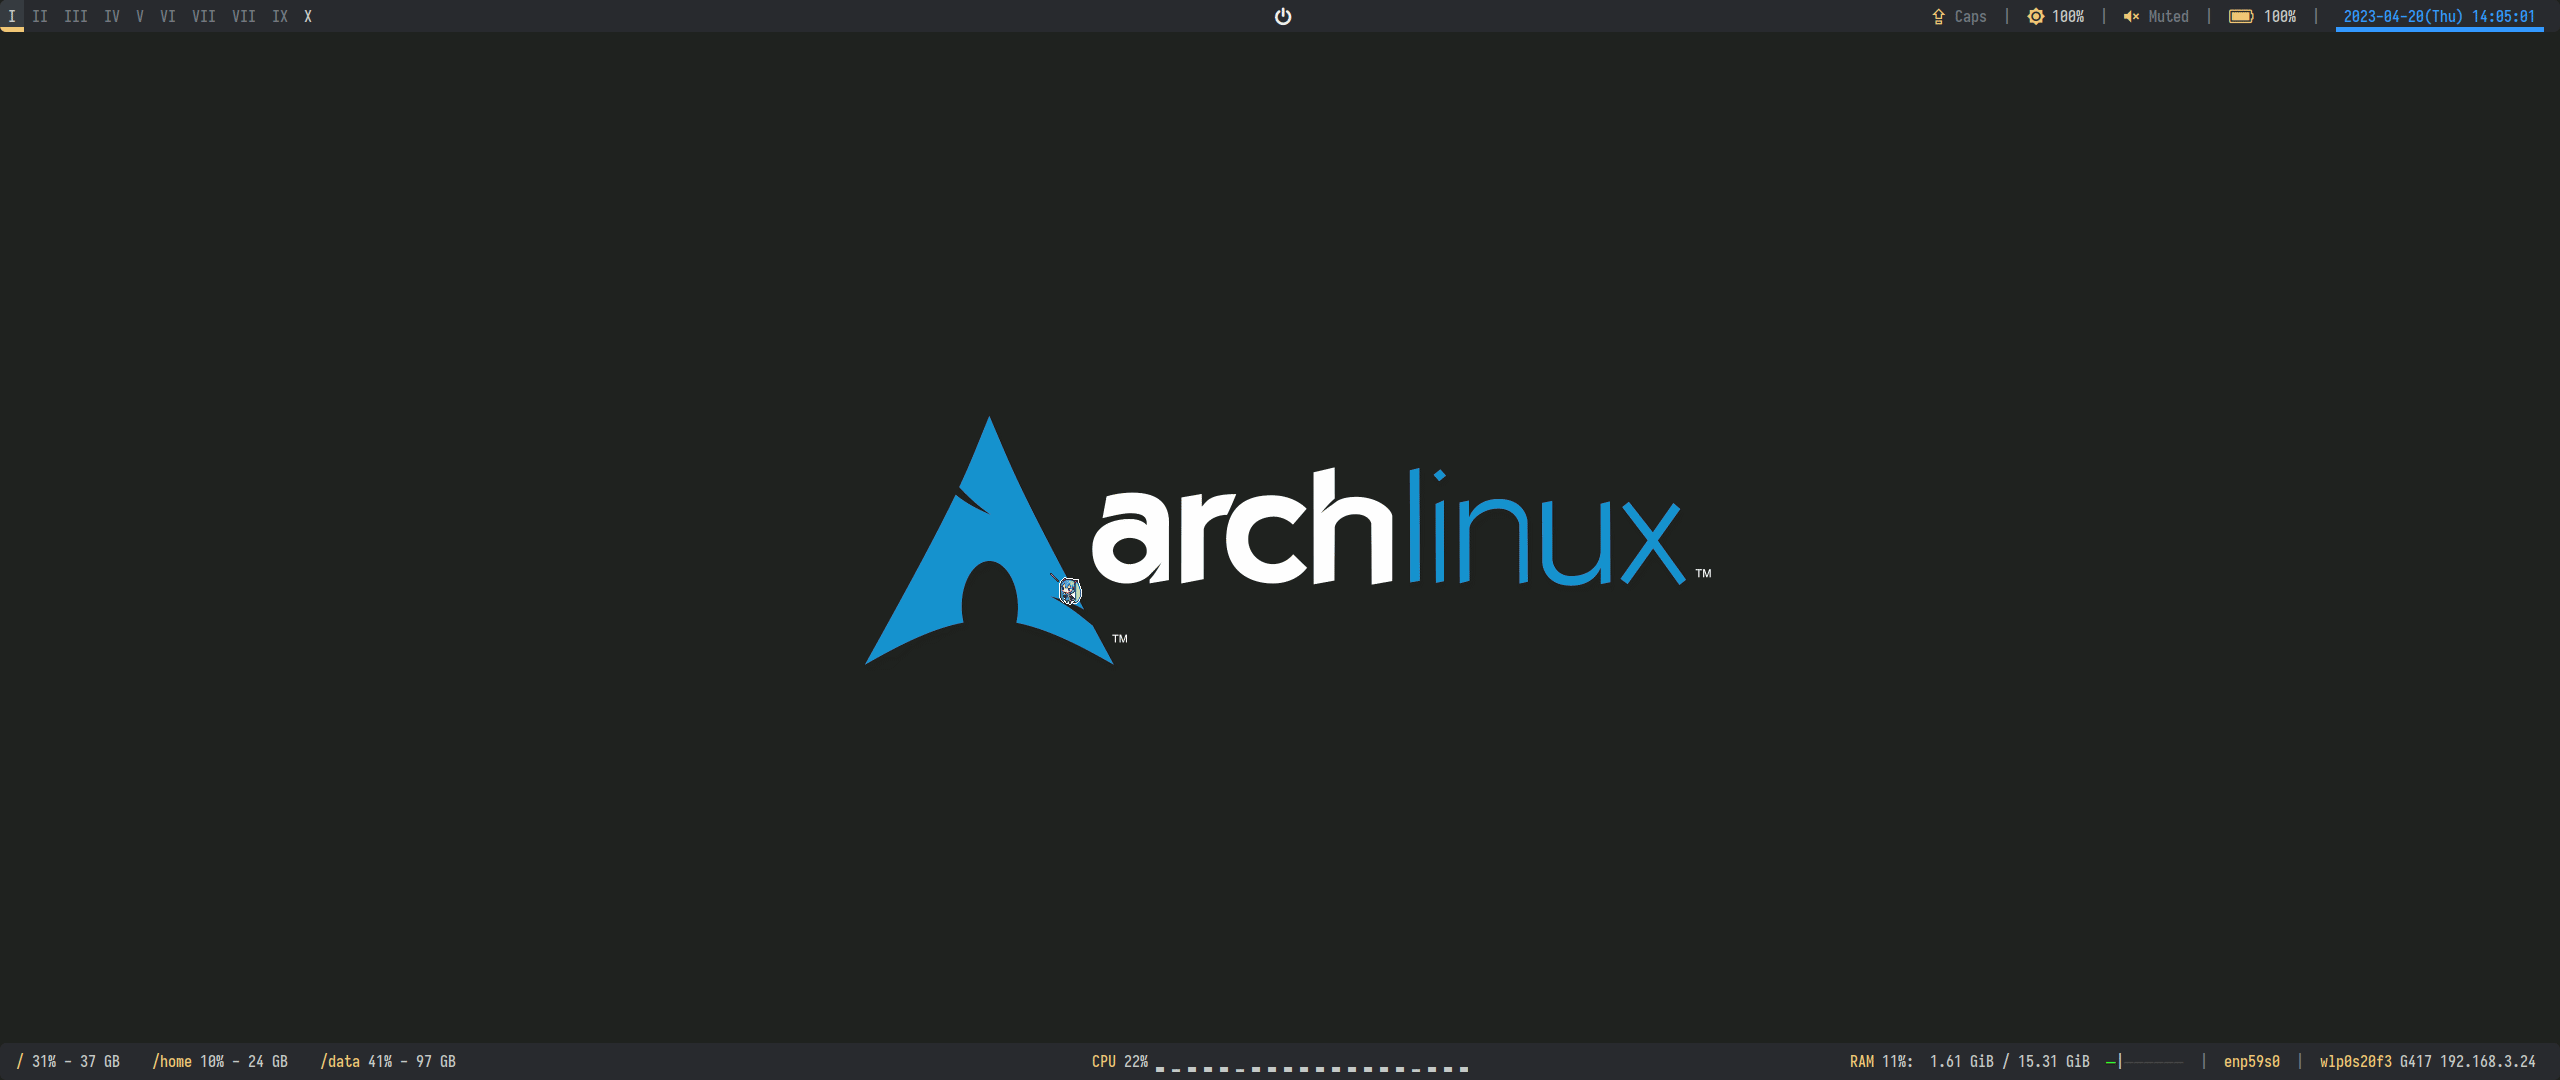 I II III IV V VI VII VII IX X
Caps | 100% | Muted | 100% | 2023-04-20(Thu) 14:05:01
archlinux™
™
/ 31% - 37 GB /home 10% - 24 GB /data 41% - 97 GB
CPU 22%
RAM 11%: 1.61 GiB / 15.31 GiB | enp59s0 | wlp0s20f3 G417 192.168.3.24